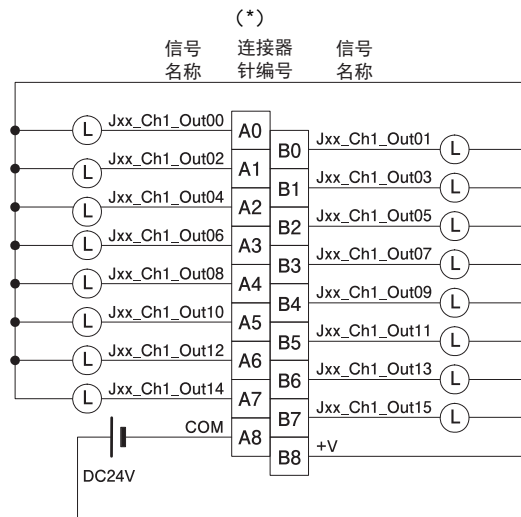 (*)
信号 连接器 信号
名称 针编号 名称
L Jxx_Ch1_Out00 A0
B0 Jxx_Ch1_Out01 L
L Jxx_Ch1_Out02 A1
B1 Jxx_Ch1_Out03 L
L Jxx_Ch1_Out04 A2
B2 Jxx_Ch1_Out05 L
L Jxx_Ch1_Out06 A3
B3 Jxx_Ch1_Out07 L
L Jxx_Ch1_Out08 A4
B4 Jxx_Ch1_Out09 L
L Jxx_Ch1_Out10 A5
B5 Jxx_Ch1_Out11 L
L Jxx_Ch1_Out12 A6
B6 Jxx_Ch1_Out13 L
L Jxx_Ch1_Out14 A7
B7 Jxx_Ch1_Out15 L
COM A8
B8 +V
DC24V